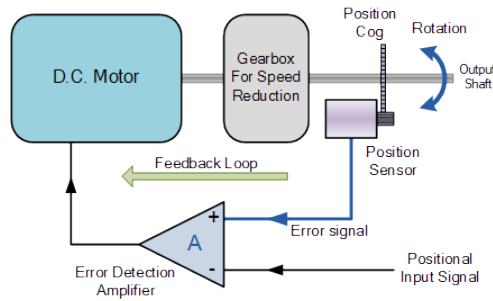 Position
Cog
Rotation
D.C. Motor
Gearbox
For Speed
Reduction
Output
Shaft
Feedback Loop
Position
Sensor
+
Error signal
A
-
Error Detection
Amplifier
Positional
Input Signal